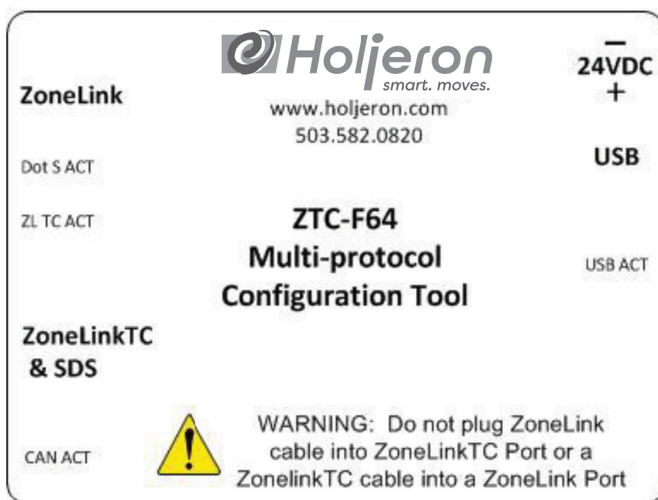 Holjeron
smart. moves.
www.holjeron.com
503.582.0820
−
24VDC
+
ZoneLink
USB
Dot S ACT
ZL TC ACT
ZTC-F64
Multi-protocol
Configuration Tool
USB ACT
ZoneLinkTC
& SDS
CAN ACT
WARNING: Do not plug ZoneLink
cable into ZoneLinkTC Port or a
ZonelinkTC cable into a ZoneLink Port